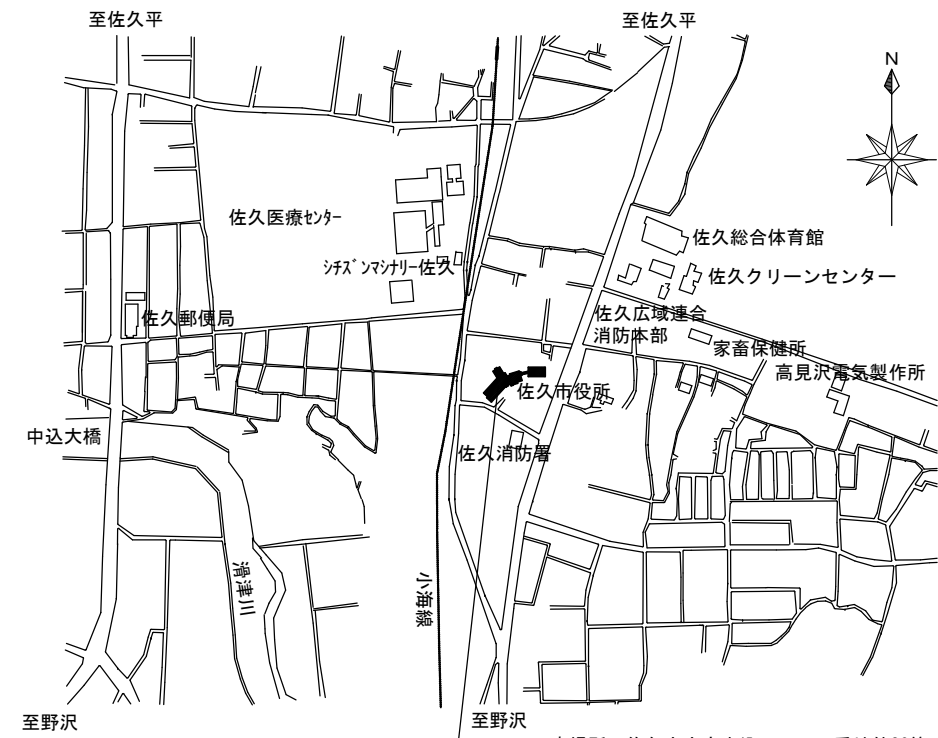 至佐久平
至佐久平
N
佐久医療センター
佐久総合体育館
シチズンマシナリー佐久
佐久クリーンセンター
佐久郵便局
佐久広域連合
消防本部
家畜保健所
高見沢電気製作所
佐久市役所
中込大橋
佐久消防署
滑津川
小海線
至野沢
至野沢